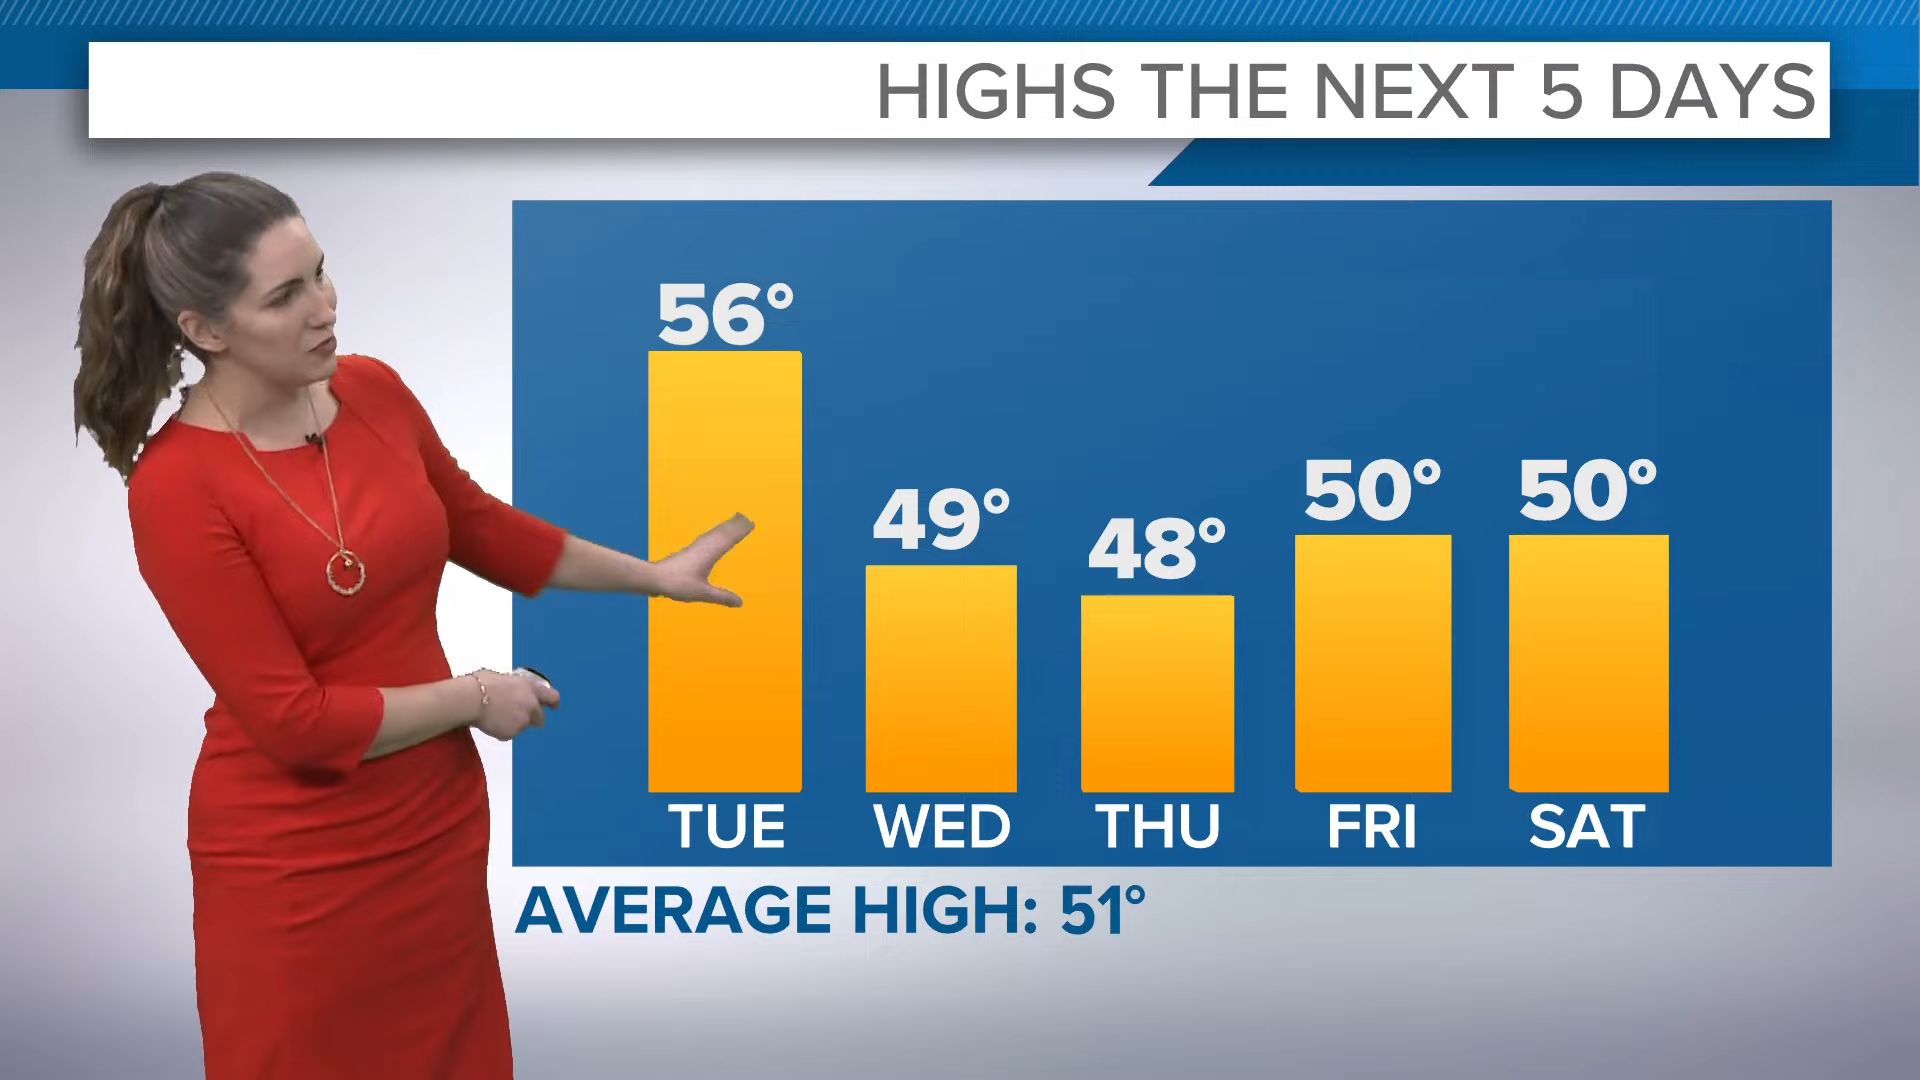 HIGHS THE NEXT 5 DAYS
56° 49° 48° 50° 50°
TUE WED THU FRI SAT
AVERAGE HIGH: 51°